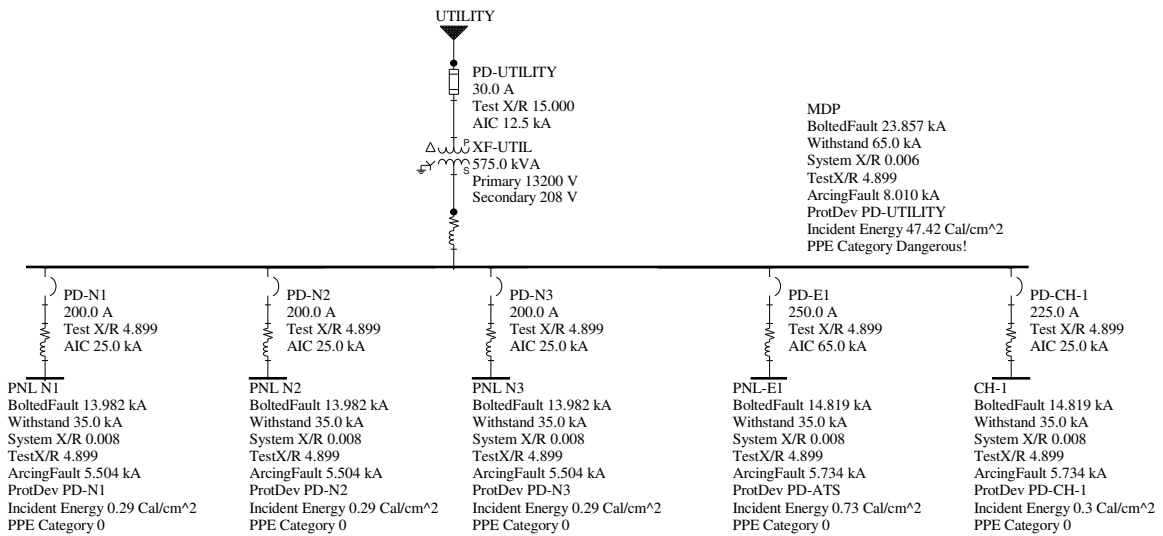 UTILITY
PD-UTILITY
30.0 A
Test X/R 15.000
AIC 12.5 kA
P
XF-UTIL
575.0 kVA
S
Primary 13200 V
Secondary 208 V
MDP
BoltedFault 23.857 kA
Withstand 65.0 kA
System X/R 0.006
TestX/R 4.899
ArcingFault 8.010 kA
ProtDev PD-UTILITY
Incident Energy 47.42 Cal/cm^2
PPE Category Dangerous!
PD-N1
200.0 A
Test X/R 4.899
AIC 25.0 kA
PNL N1
BoltedFault 13.982 kA
Withstand 35.0 kA
System X/R 0.008
TestX/R 4.899
ArcingFault 5.504 kA
ProtDev PD-N1
Incident Energy 0.29 Cal/cm^2
PPE Category 0
PD-N2
200.0 A
Test X/R 4.899
AIC 25.0 kA
PNL N2
BoltedFault 13.982 kA
Withstand 35.0 kA
System X/R 0.008
TestX/R 4.899
ArcingFault 5.504 kA
ProtDev PD-N2
Incident Energy 0.29 Cal/cm^2
PPE Category 0
PD-N3
200.0 A
Test X/R 4.899
AIC 25.0 kA
PNL N3
BoltedFault 13.982 kA
Withstand 35.0 kA
System X/R 0.008
TestX/R 4.899
ArcingFault 5.504 kA
ProtDev PD-N3
Incident Energy 0.29 Cal/cm^2
PPE Category 0
PD-E1
250.0 A
Test X/R 4.899
AIC 65.0 kA
PNL-E1
BoltedFault 14.819 kA
Withstand 35.0 kA
System X/R 0.008
TestX/R 4.899
ArcingFault 5.734 kA
ProtDev PD-ATS
Incident Energy 0.73 Cal/cm^2
PPE Category 0
PD-CH-1
225.0 A
Test X/R 4.899
AIC 25.0 kA
CH-1
BoltedFault 14.819 kA
Withstand 35.0 kA
System X/R 0.008
TestX/R 4.899
ArcingFault 5.734 kA
ProtDev PD-CH-1
Incident Energy 0.3 Cal/cm^2
PPE Category 0